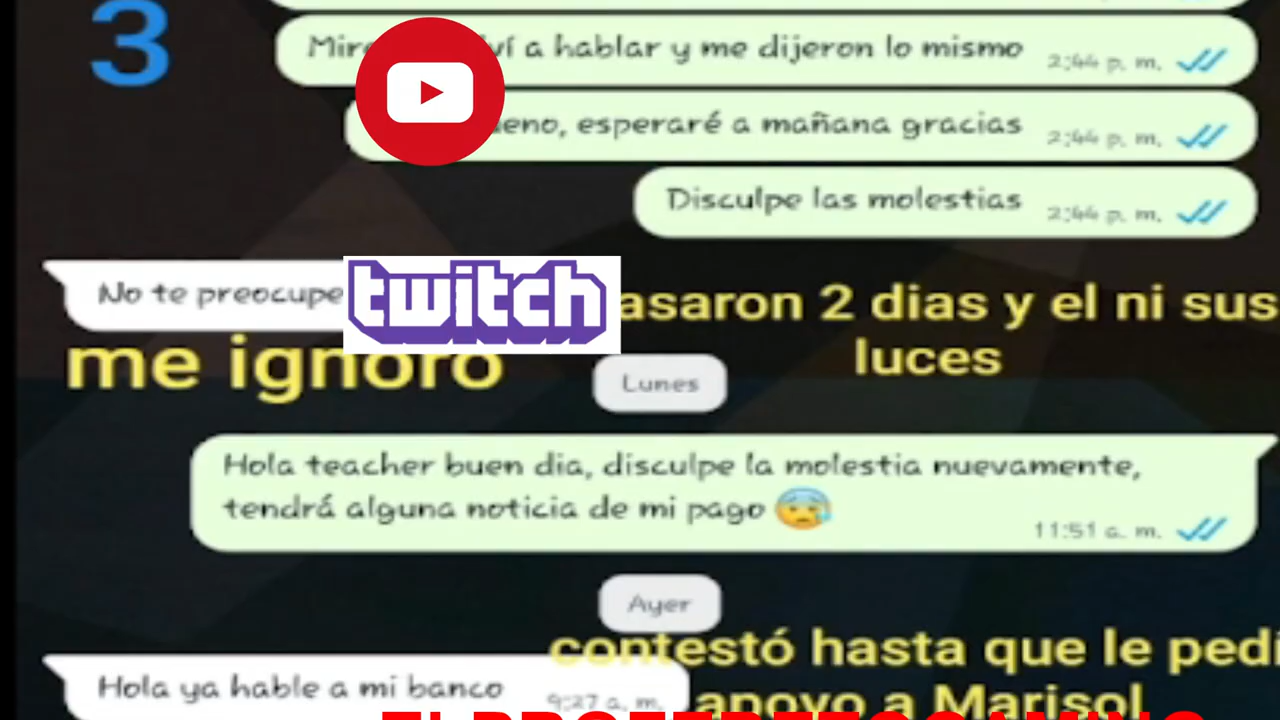 3
ví a hablar y me dijeron lo mismo 2:44 p. m.
esperaré a mañana gracias 2:44 p. m.
Disculpe las molestias 2:44 p. m.
No te preocupe
twitch
asaron 2 dias y el ni sus
luces
me ignoro
Lunes
Hola teacher buen dia, disculpe la molestia nuevamente,
tendrá alguna noticia de mi pago 😰
11:51 a. m.
Ayer
contestó hasta que le pedi
Hola ya hable a mi banco 9:27 a. m.
apoyo a Marisol